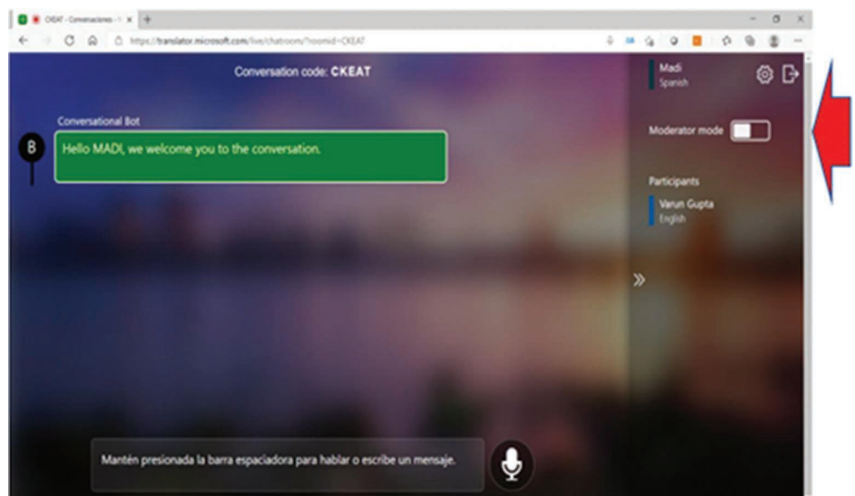 CKEAT - Conversaciones - M
https://translator.microsoft.com/live/chatroom/?roomid=CKEAT
Conversation code: CKEAT
Madi
Spanish
Conversational Bot
B
Hello MADI, we welcome you to the conversation.
Moderator mode
Participants
Varun Gupta
English
Mantén presionada la barra espaciadora para hablar o escribe un mensaje.